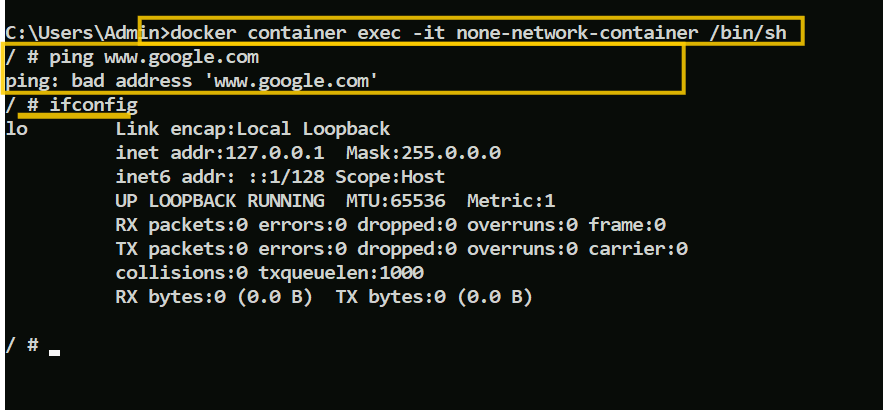 C:\Users\Admin>docker container exec -it none-network-container /bin/sh
/ # ping www.google.com
ping: bad address 'www.google.com'
/ # ifconfig
lo        Link encap:Local Loopback
          inet addr:127.0.0.1  Mask:255.0.0.0
          inet6 addr: ::1/128 Scope:Host
          UP LOOPBACK RUNNING  MTU:65536  Metric:1
          RX packets:0 errors:0 dropped:0 overruns:0 frame:0
          TX packets:0 errors:0 dropped:0 overruns:0 carrier:0
          collisions:0 txqueuelen:1000
          RX bytes:0 (0.0 B)  TX bytes:0 (0.0 B)
/ #